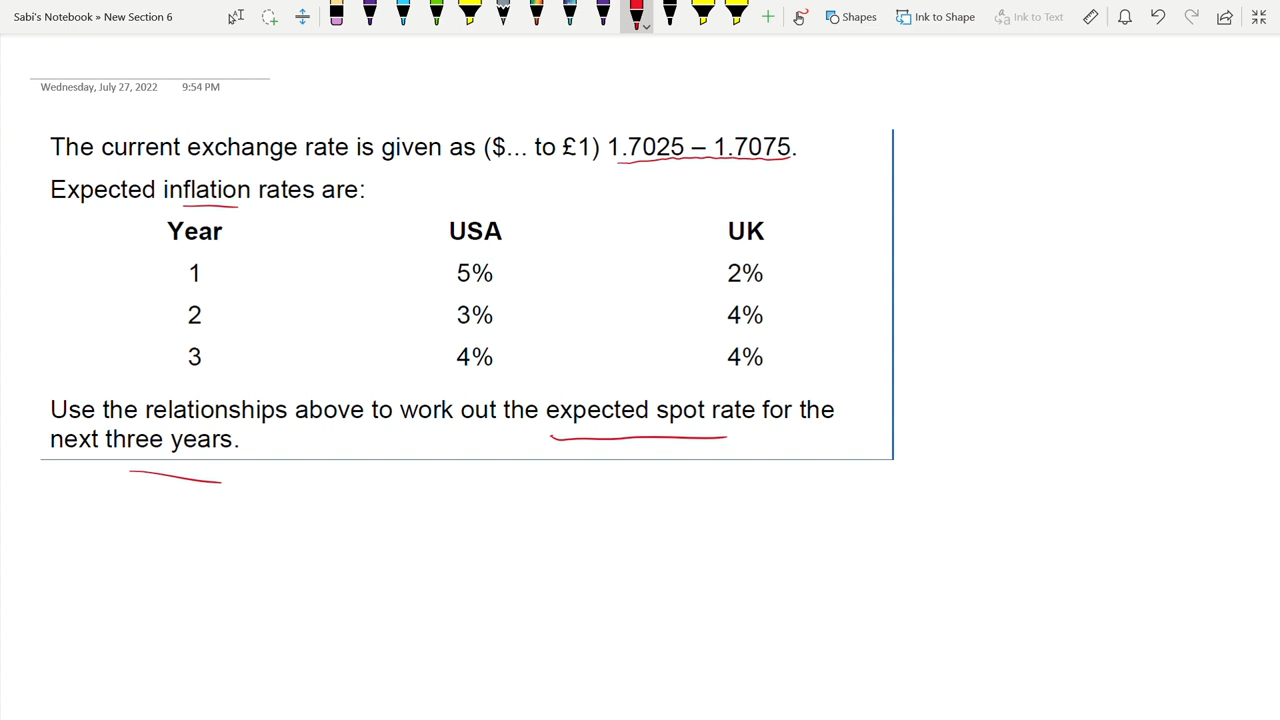 Sabi's Notebook » New Section 6
Shapes
Ink to Shape
Ink to Text
Wednesday, July 27, 2022 9:54 PM
The current exchange rate is given as ($... to £1) 1.7025 – 1.7075.
Expected inflation rates are:
Year USA UK
1 5% 2%
2 3% 4%
3 4% 4%
Use the relationships above to work out the expected spot rate for the
next three years.